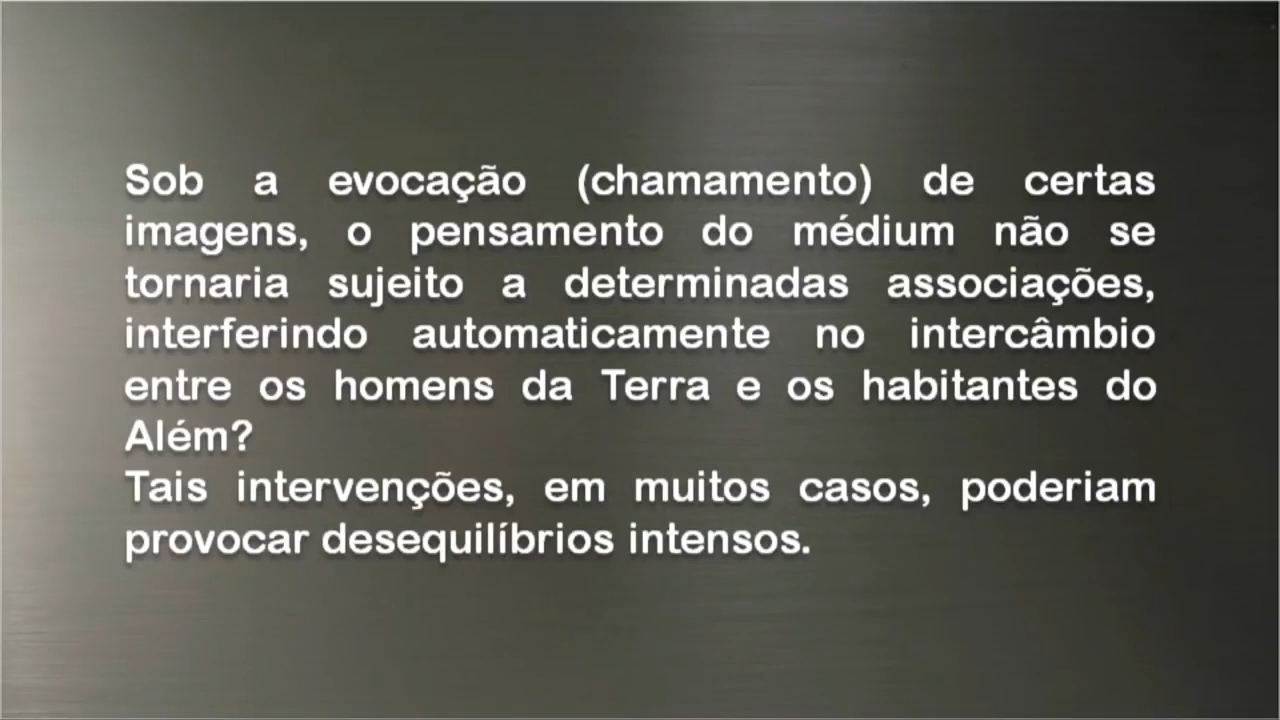 Sob a evocação (chamamento) de certas
imagens, o pensamento do médium não se
tornaria sujeito a determinadas associações,
interferindo automaticamente no intercâmbio
entre os homens da Terra e os habitantes do
Além?
Tais intervenções, em muitos casos, poderiam
provocar desequilíbrios intensos.